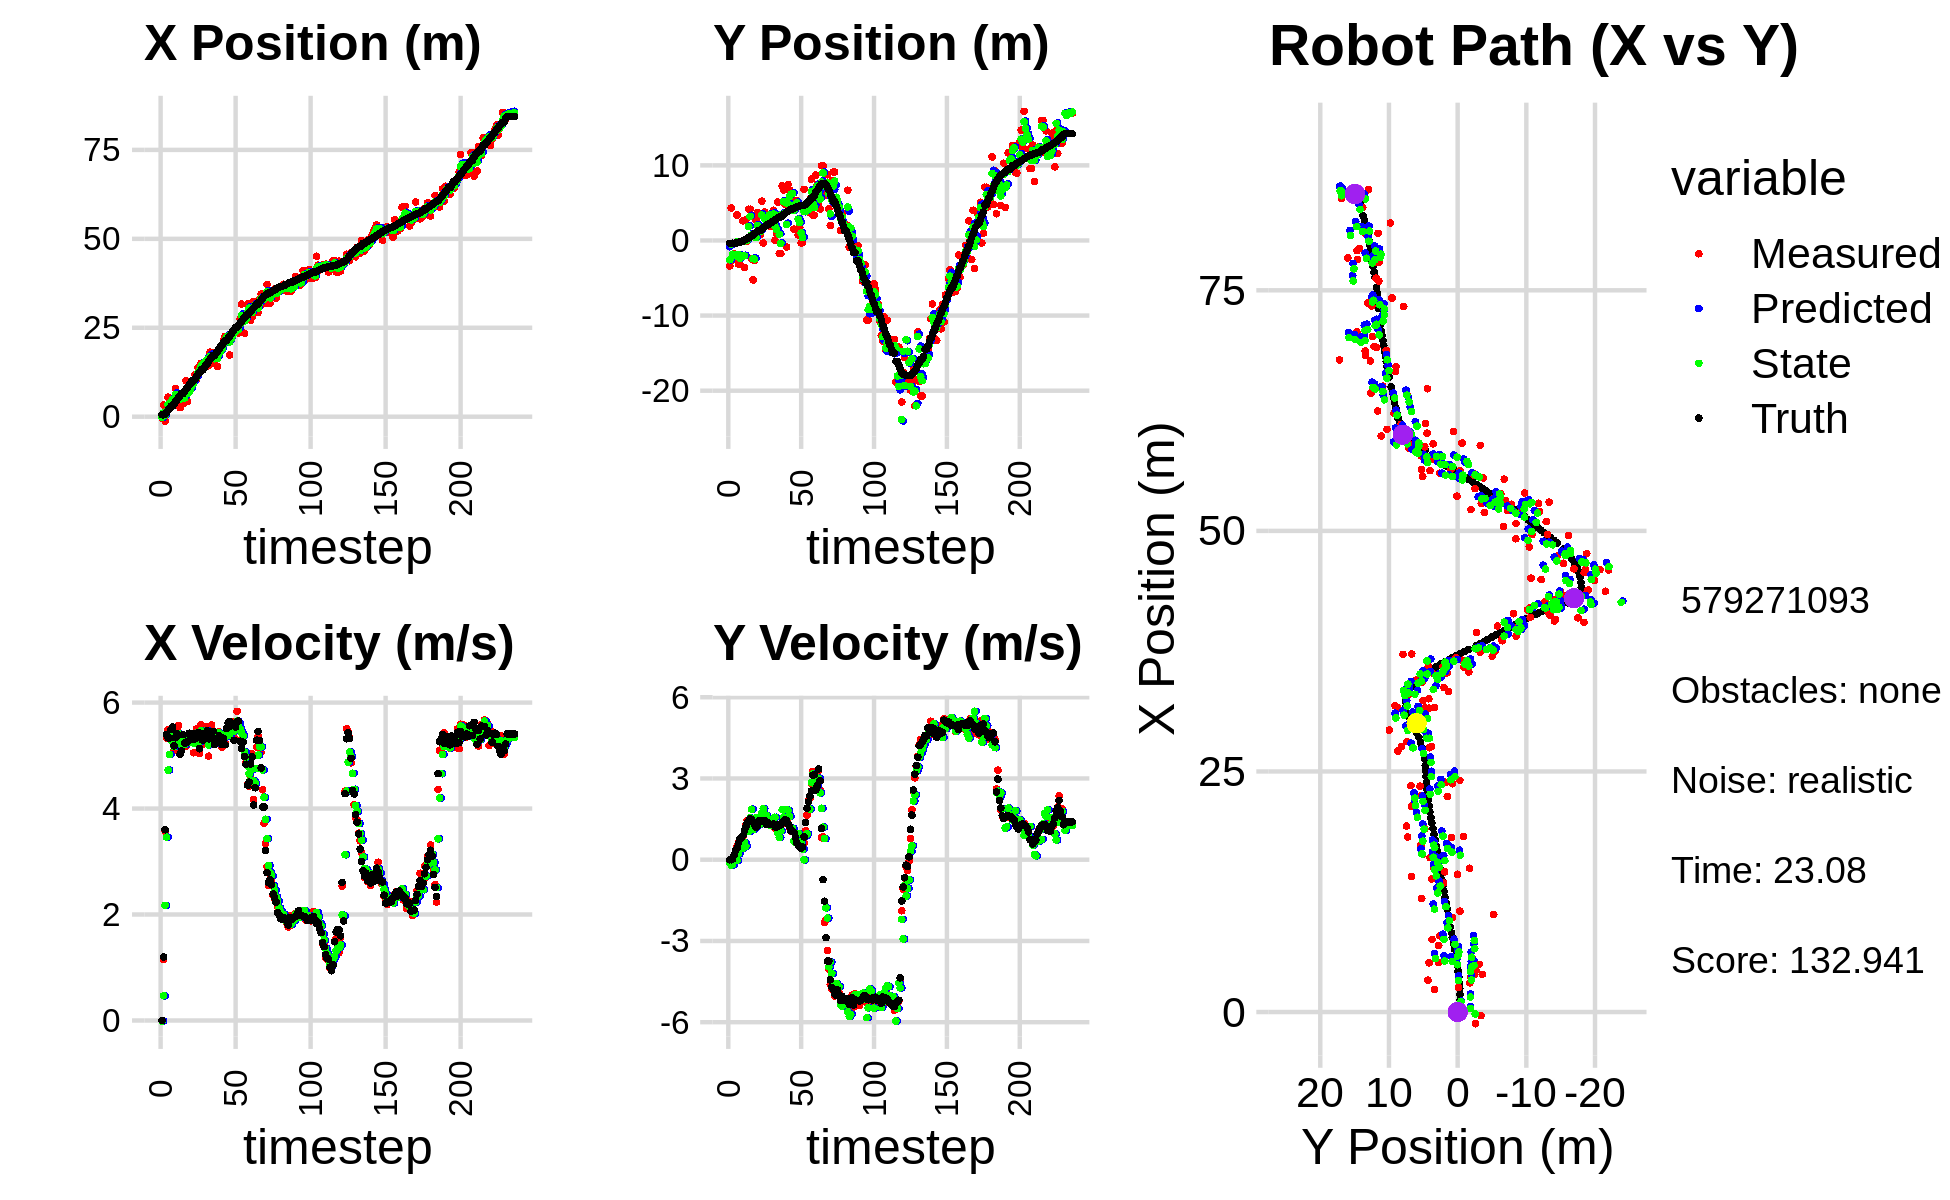 X Position (m)
75
50
25
0
0
50
100
150
200
timestep
Y Position (m)
10
0
-10
-20
0
50
100
150
200
timestep
X Velocity (m/s)
6
4
2
0
0
50
100
150
200
timestep
Y Velocity (m/s)
6
3
0
-3
-6
0
50
100
150
200
timestep
Robot Path (X vs Y)
X Position (m)
75
50
25
0
20 10 0 -10 -20
Y Position (m)
variable
Measured
Predicted
State
Truth
579271093
Obstacles: none
Noise: realistic
Time: 23.08
Score: 132.941